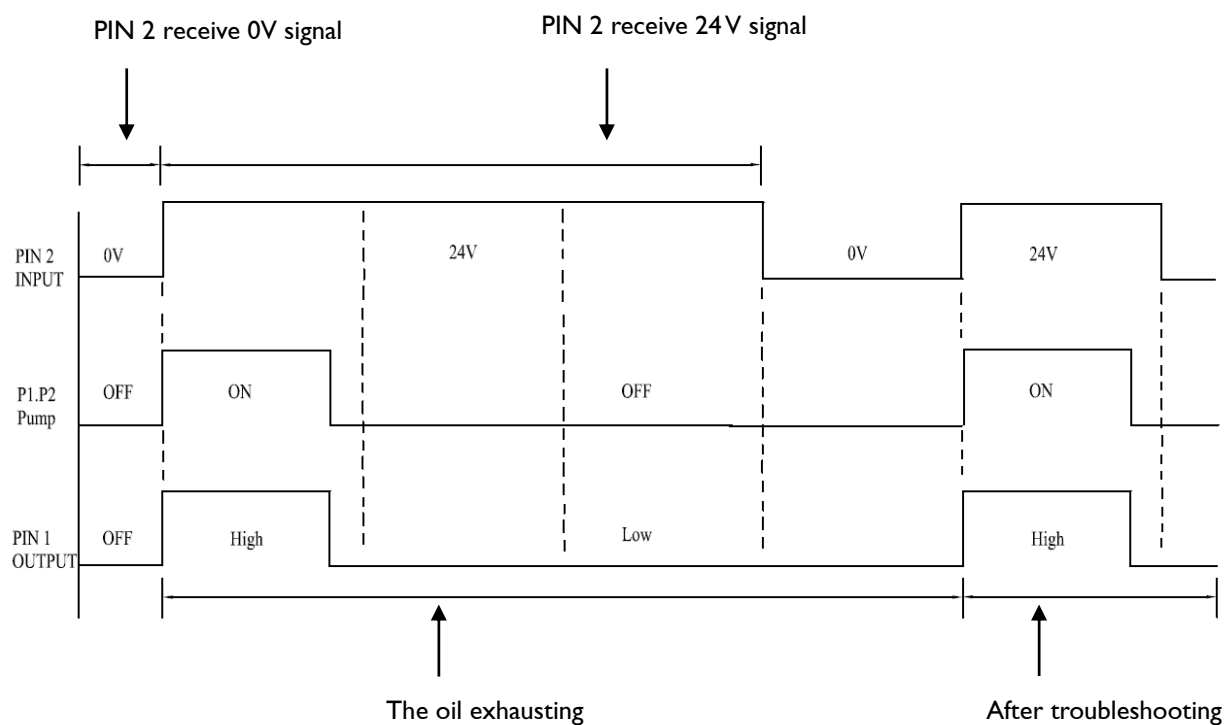 PIN 2 receive 0V signal
PIN 2 receive 24V signal
PIN 2
INPUT
0V
24V
0V
24V
P1.P2
Pump
OFF
ON
OFF
ON
PIN 1
OUTPUT
OFF
High
Low
High
The oil exhausting
After troubleshooting